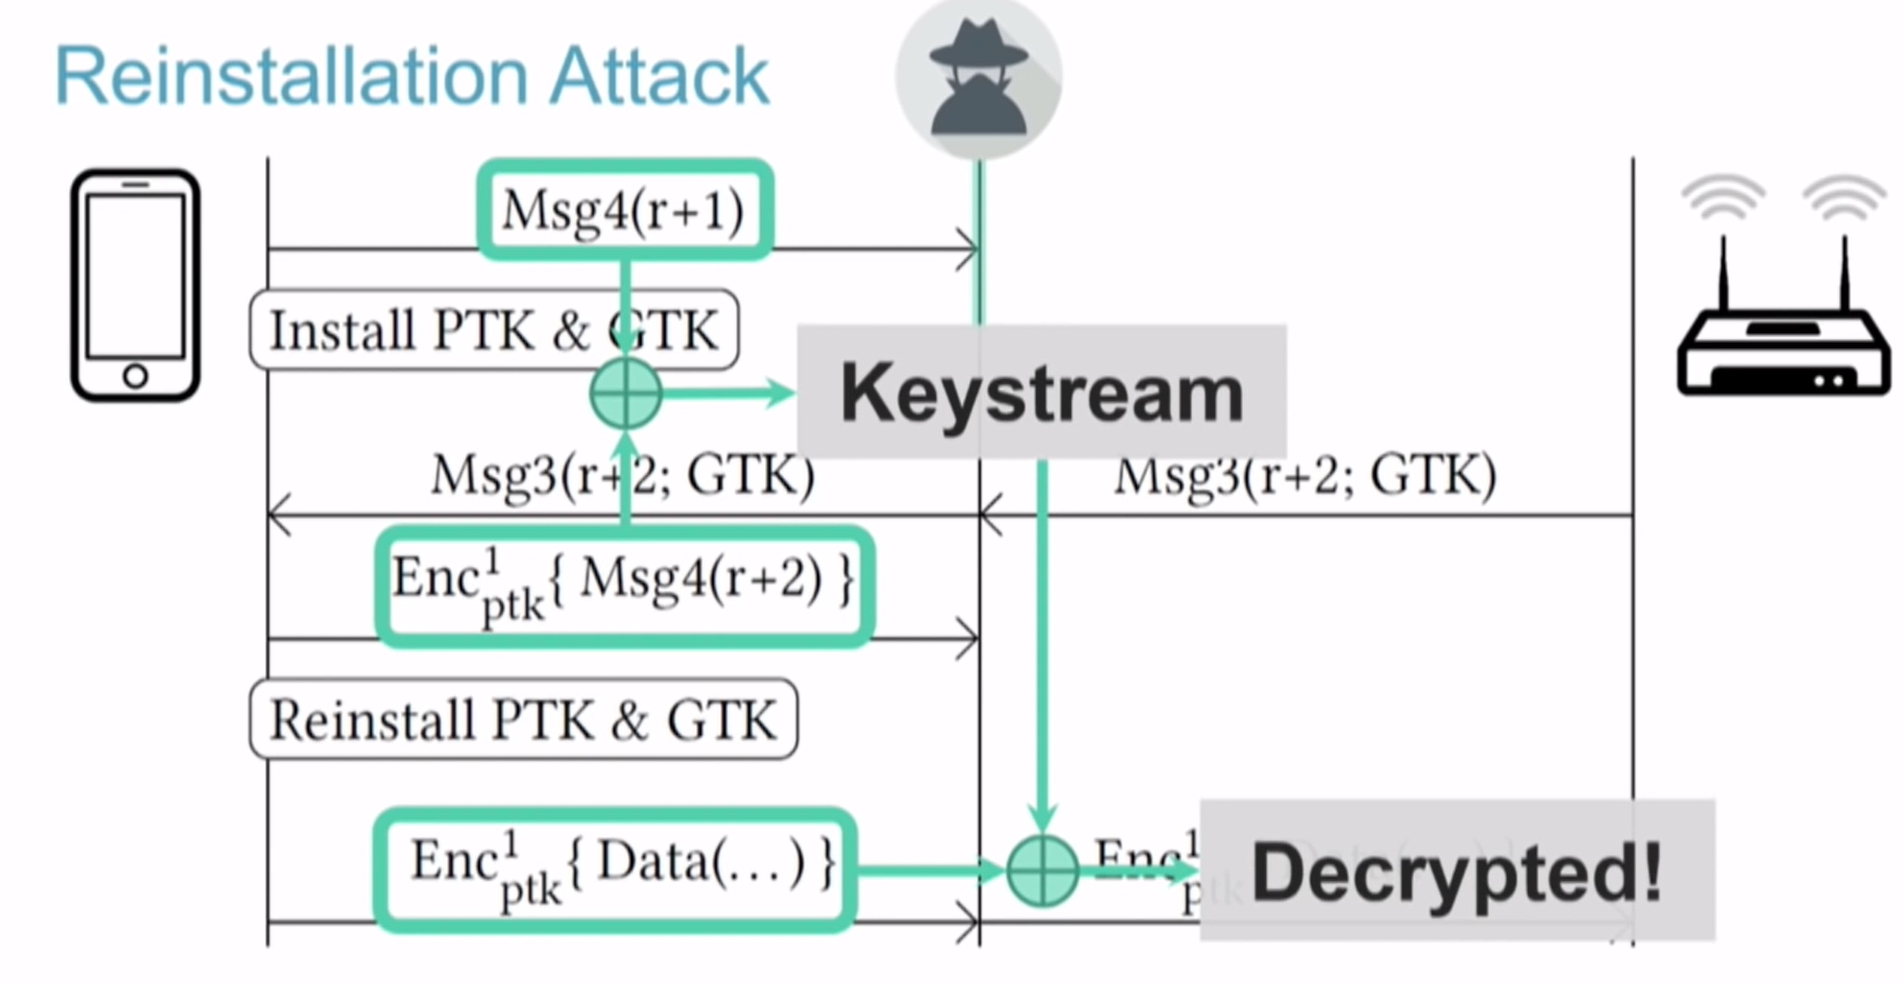 Reinstallation Attack
Msg4(r+1)
Install PTK & GTK
Keystream
Msg3(r+2; GTK)
Msg3(r+2; GTK)
Enc¹ptk{ Msg4(r+2) }
Reinstall PTK & GTK
Enc¹ptk{ Data(...) }
Enc¹ptk
Decrypted!